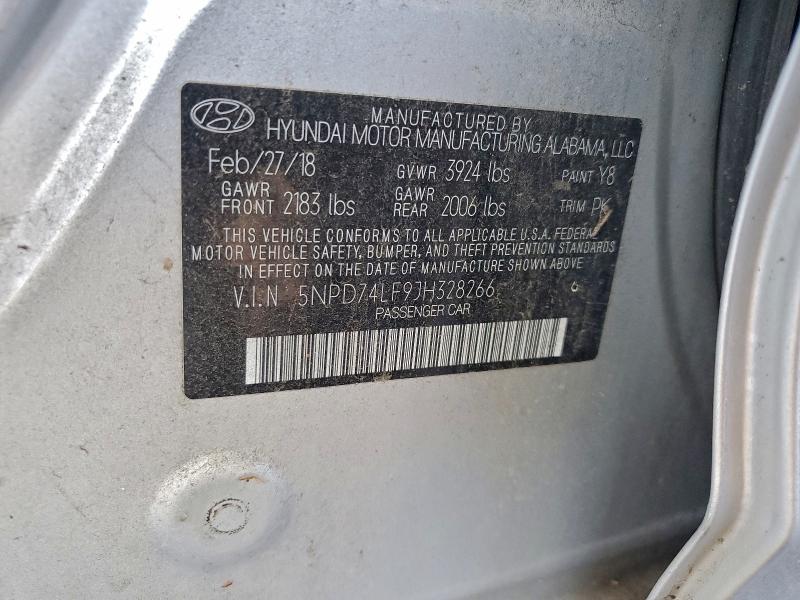 MANUFACTURED BY
HYUNDAI MOTOR MANUFACTURING ALABAMA, LLC
Feb/27/18 GVWR 3924 lbs PAINT Y8
GAWR FRONT 2183 lbs GAWR REAR 2006 lbs TRIM PK
THIS VEHICLE CONFORMS TO ALL APPLICABLE U.S.A. FEDERAL
MOTOR VEHICLE SAFETY, BUMPER, AND THEFT PREVENTION STANDARDS
IN EFFECT ON THE DATE OF MANUFACTURE SHOWN ABOVE
V.I.N 5NPD74LF9JH328266 6
PASSENGER CAR